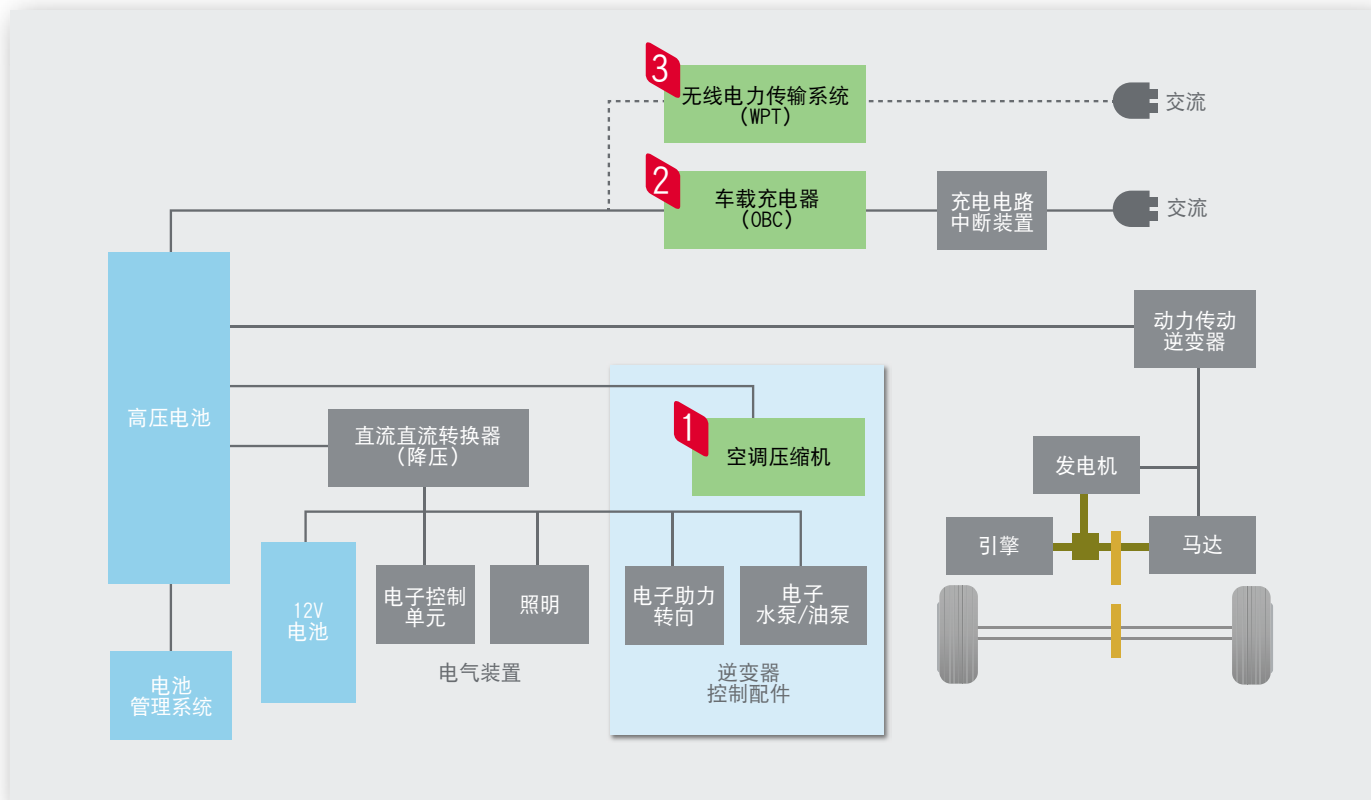 3
无线电力传输系统
(WPT)
交流
2
车载充电器
(OBC)
充电电路
中断装置
交流
动力传动
逆变器
高压电池
直流直流转换器
(降压)
1
空调压缩机
发电机
引擎
马达
12V
电池
电子控制
单元
照明
电子助力
转向
电子
水泵/油泵
电气装置
逆变器
控制配件
电池
管理系统